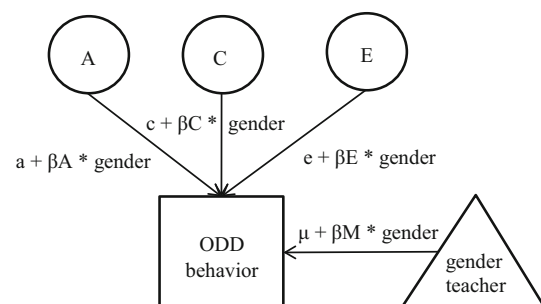 A
C
E
c + βC * gender
a + βA * gender
e + βE * gender
ODD
behavior
μ + βM * gender
gender
teacher